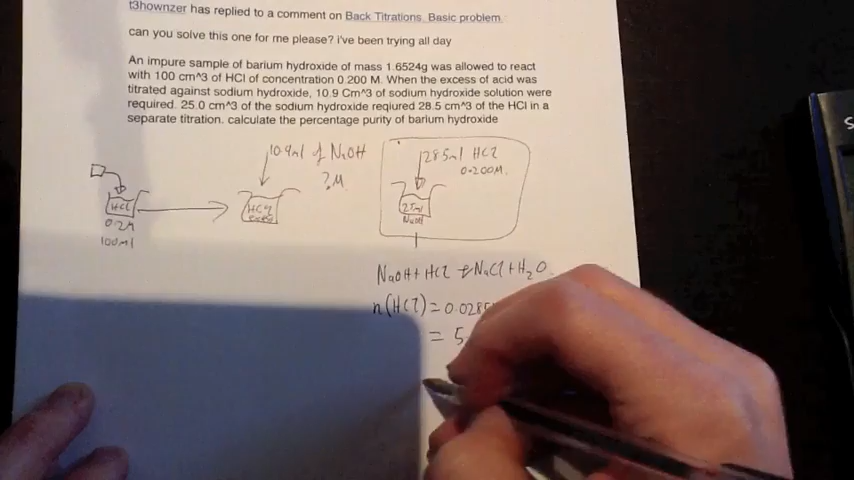 t3hownzer has replied to a comment on Back Titrations. Basic problem.
can you solve this one for me please? i've been trying all day
An impure sample of barium hydroxide of mass 1.6524g was allowed to react
with 100 cm^3 of HCl of concentration 0.200 M. When the excess of acid was
titrated against sodium hydroxide, 10.9 Cm^3 of sodium hydroxide solution were
required. 25.0 cm^3 of the sodium hydroxide reqiured 28.5 cm^3 of the HCl in a
separate titration. calculate the percentage purity of barium hydroxide
10.9ml of NaOH
?M
HCl
0.2M
100ml
HCl
excess
28.5ml HCl
0.200M.
25ml
NaOH
NaOH + HCl → NaCl + H2O
n(HCl) = 0.0285
= 5.